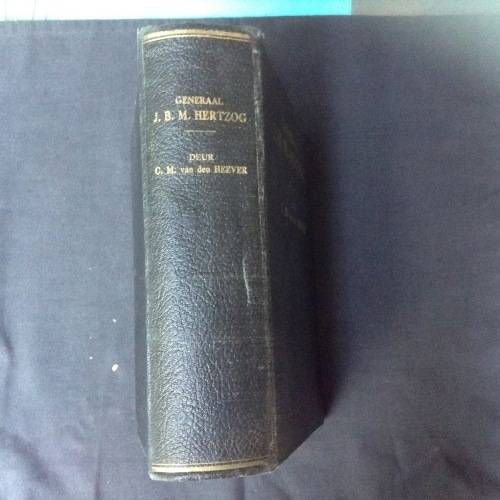 GENERAAL
J. B. M. HERTZOG
DEUR
C. M. van den HEEVER